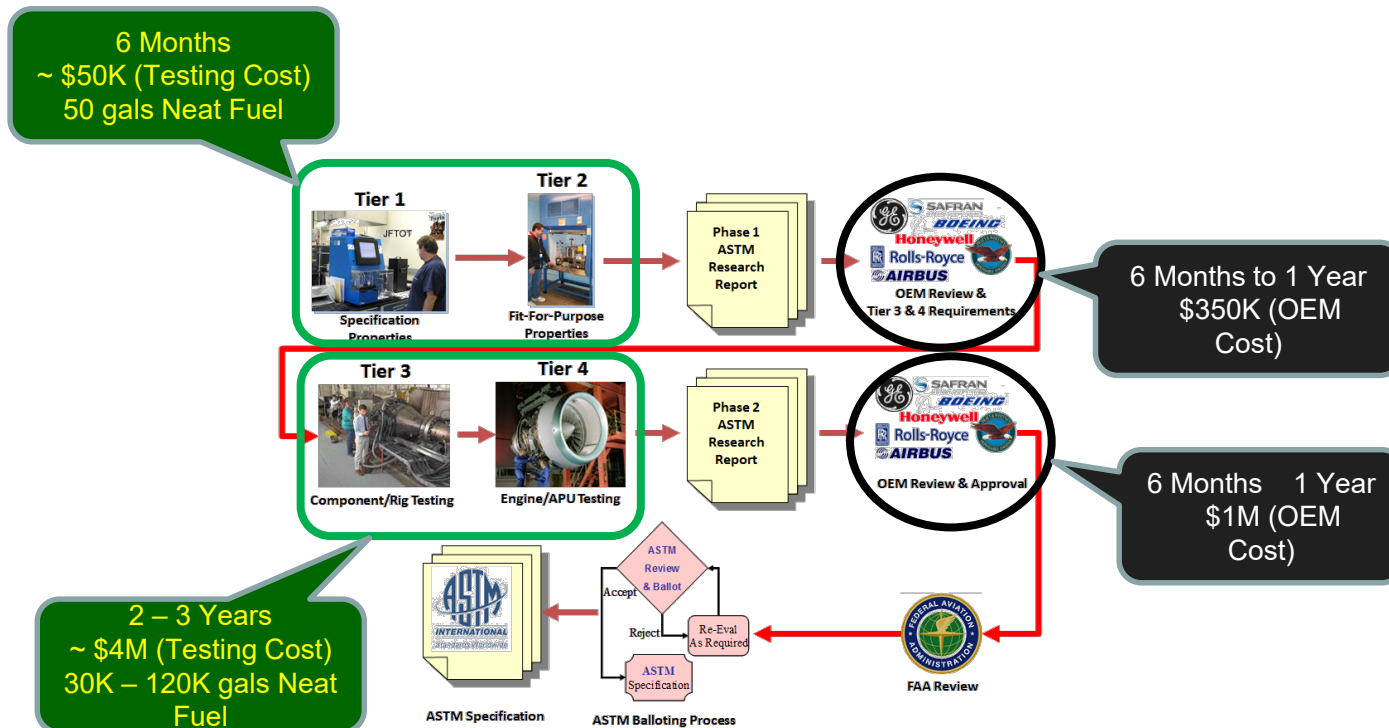 6 Months
~ $50K (Testing Cost)
50 gals Neat Fuel
Tier 1
JFTOT
Specification
Properties
Tier 2
Fit-For-Purpose
Properties
Phase 1
ASTM
Research
Report
GE
SAFRAN
BOEING
Honeywell
Rolls-Royce
AIRBUS
OEM Review &
Tier 3 & 4 Requirements
6 Months to 1 Year
$350K (OEM
Cost)
Tier 3
Component/Rig Testing
Tier 4
Engine/APU Testing
Phase 2
ASTM
Research
Report
GE
SAFRAN
BOEING
Honeywell
Rolls-Royce
AIRBUS
OEM Review & Approval
6 Months 1 Year
$1M (OEM
Cost)
2 – 3 Years
~ $4M (Testing Cost)
30K – 120K gals Neat
Fuel
ASTM
INTERNATIONAL
ASTM Specification
ASTM
Review
& Ballot
Accept
Reject
Re-Eval
As Required
ASTM
Specification
ASTM Balloting Process
FEDERAL AVIATION
ADMINISTRATION
FAA Review